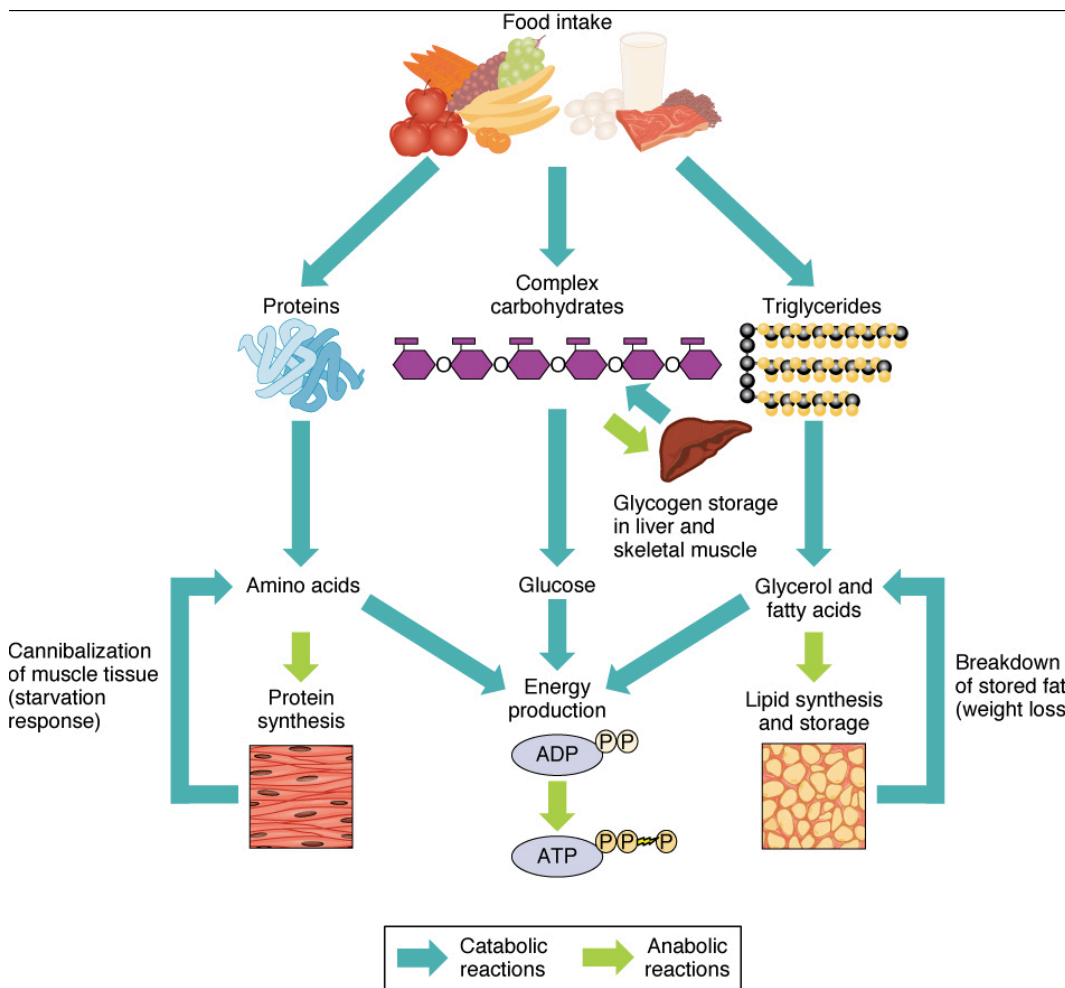 Food intake
Proteins
Complex
carbohydrates
Triglycerides
O O O O O
Glycogen storage
in liver and
skeletal muscle
Amino acids
Glucose
Glycerol and
fatty acids
Cannibalization
of muscle tissue
(starvation
response)
Protein
synthesis
Energy
production
Lipid synthesis
and storage
Breakdown
of stored fat
(weight loss
ADP P P
ATP P P P
Catabolic
reactions
Anabolic
reactions